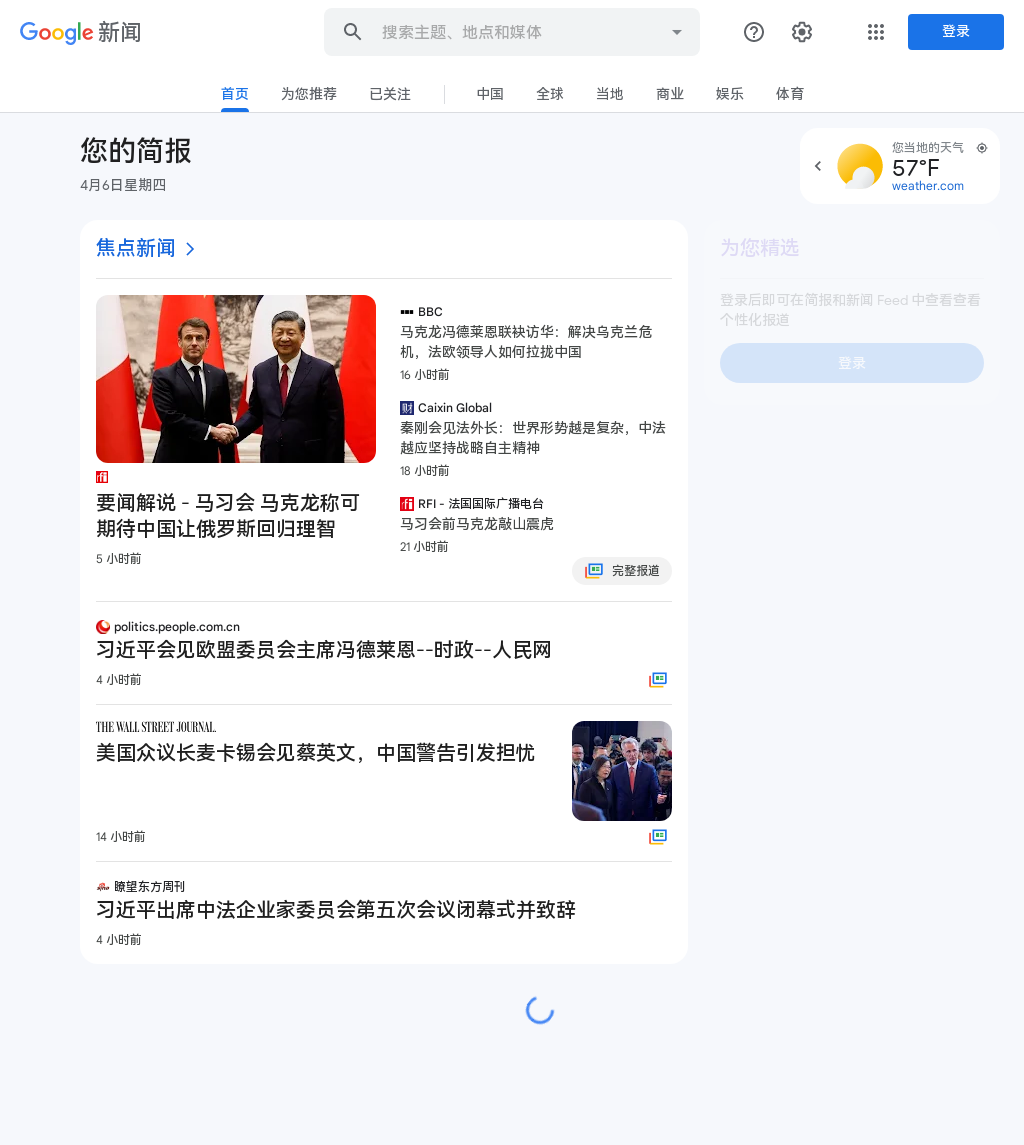 Google 新闻
搜索主题、地点和媒体
登录
首页
为您推荐
已关注
中国
全球
当地
商业
娱乐
体育
您的简报
4月6日星期四
您当地的天气
57°F
weather.com
焦点新闻
要闻解说 - 马习会 马克龙称可
期待中国让俄罗斯回归理智
5 小时前
BBC
马克龙冯德莱恩联袂访华：解决乌克兰危
机，法欧领导人如何拉拢中国
16 小时前
财 Caixin Global
秦刚会见法外长：世界形势越是复杂，中法
越应坚持战略自主精神
18 小时前
RFI - 法国国际广播电台
马习会前马克龙敲山震虎
21 小时前
完整报道
politics.people.com.cn
习近平会见欧盟委员会主席冯德莱恩--时政--人民网
4 小时前
THE WALL STREET JOURNAL.
美国众议长麦卡锡会见蔡英文，中国警告引发担忧
14 小时前
瞭望东方周刊
习近平出席中法企业家委员会第五次会议闭幕式并致辞
4 小时前
为您精选
登录后即可在简报和新闻 Feed 中查看查看
个性化报道
登录